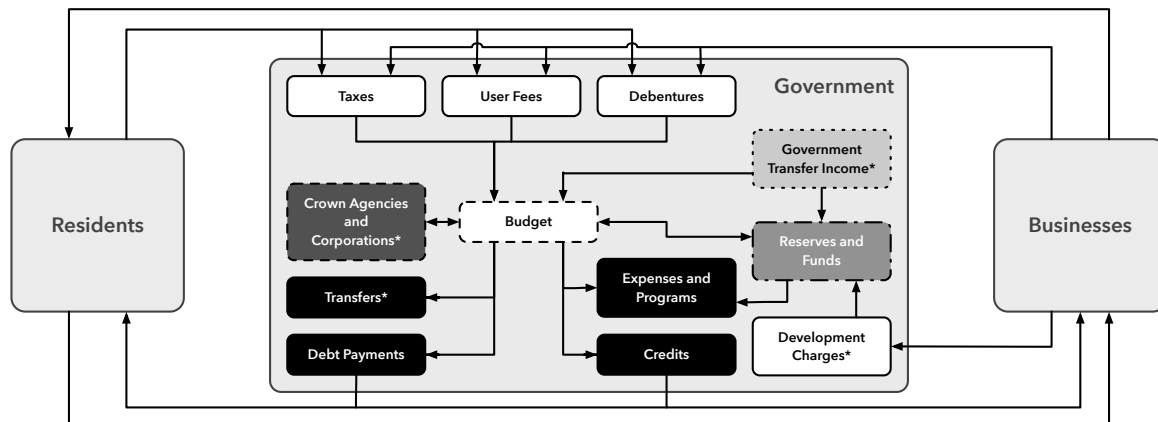 Government
Taxes
User Fees
Debentures
Government
Transfer Income*
Residents
Crown Agencies
and
Corporations*
Budget
Reserves and
Funds
Businesses
Transfers*
Expenses and
Programs
Debt Payments
Credits
Development
Charges*